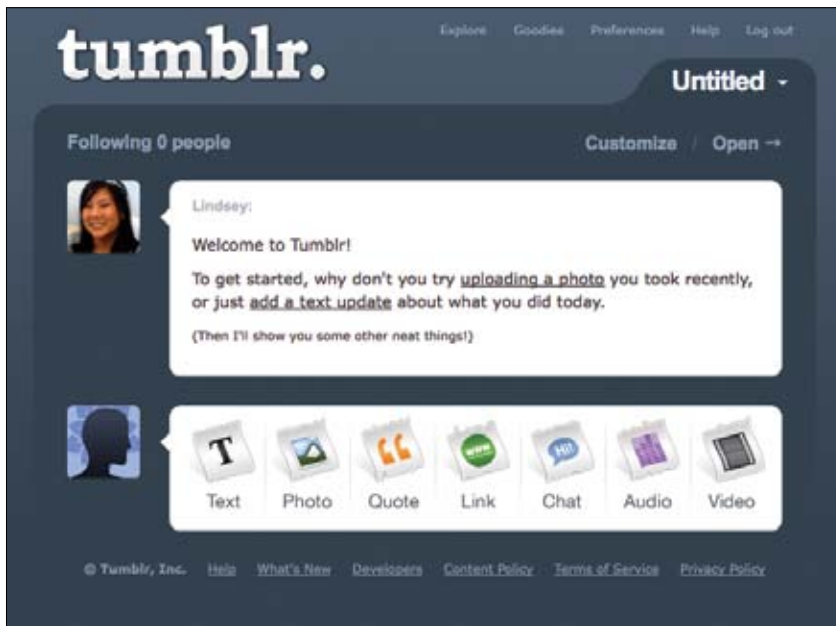 tumblr.
Explore Goodies Preferences Help Log out
Untitled
Following 0 people
Customize / Open →
Lindsey:
Welcome to Tumblr!
To get started, why don't you try uploading a photo you took recently,
or just add a text update about what you did today.
(Then I'll show you some other neat things!)
T
www
Hi!
Text Photo Quote Link Chat Audio Video
© Tumblr, Inc. Help What's New Developers Content Policy Terms of Service Privacy Policy